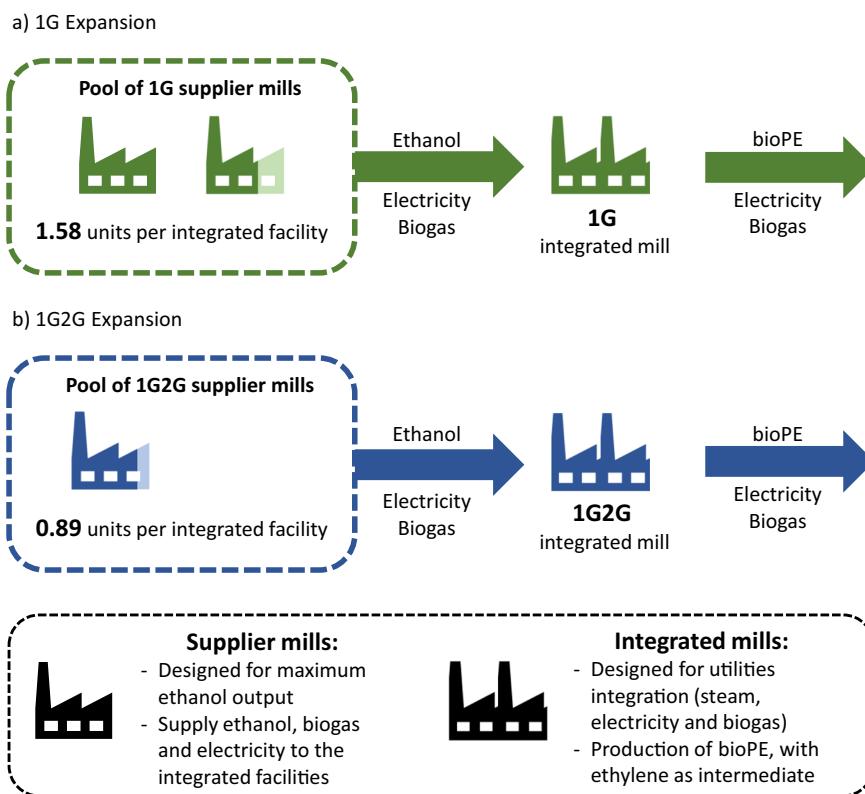 a) 1G Expansion
Pool of 1G supplier mills
1.58 units per integrated facility
Ethanol
Electricity
Biogas
1G
integrated mill
bioPE
Electricity
Biogas
b) 1G2G Expansion
Pool of 1G2G supplier mills
0.89 units per integrated facility
Ethanol
Electricity
Biogas
1G2G
integrated mill
bioPE
Electricity
Biogas
Supplier mills:
- Designed for maximum
ethanol output
- Supply ethanol, biogas
and electricity to the
integrated facilities
Integrated mills:
- Designed for utilities
integration (steam,
electricity and biogas)
- Production of bioPE, with
ethylene as intermediate